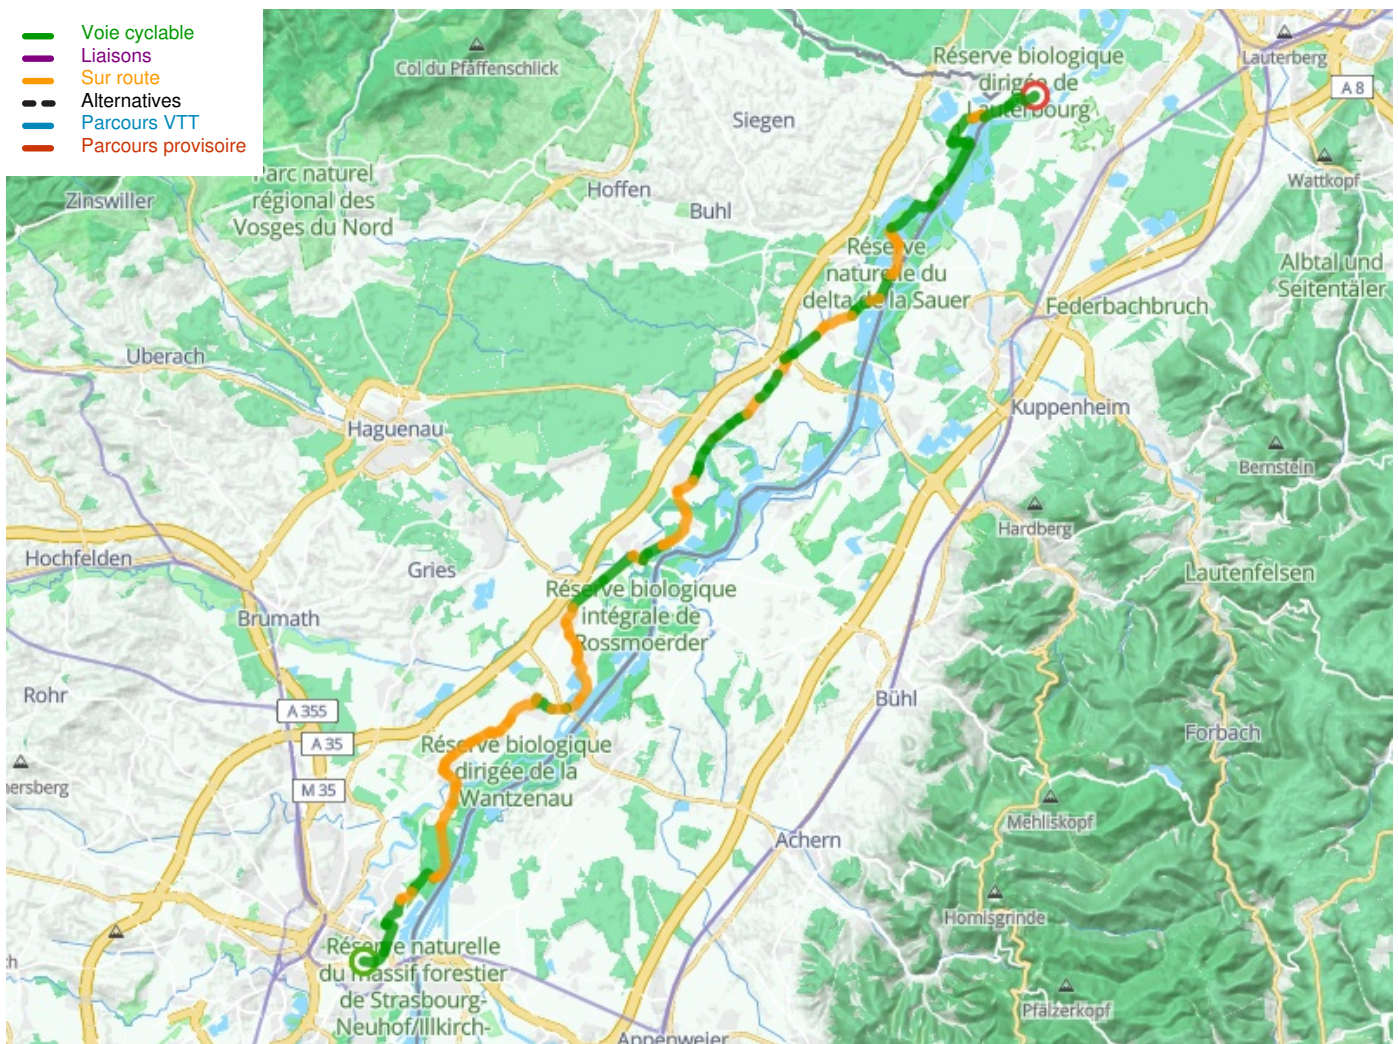 Voie cyclable
Liaisons
Sur route
Alternatives
Parcours VTT
Parcours provisoire
Col du Pfaffenschlick
Réserve biologique
dirigée de
Lauterbourg
Lauterberg
A 8
Siegen
Wattkopf
Parc naturel
régional des
Vosges du Nord
Zinswiller
Hoffen
Buhl
Réserve
naturelle du
delta de la Sauer
Albtal und
Seitentäler
Federbachbruch
Uberach
Haguenau
Kuppenheim
Bernstein
Hardberg
Hochfelden
Gries
Lautenfelsen
Réserve biologique
intégrale de
Rossmoerder
Brumath
Rohr
A 355
A 35
M 35
Bühl
Forbach
Réserve biologique
dirigée de la
Wantzenau
ersberg
Mehliskopf
Achern
Hornisgrinde
Réserve naturelle
du massif forestier
de Strasbourg-
Neuhof/Illkirch-
Pfälzerkopf
Appenweier